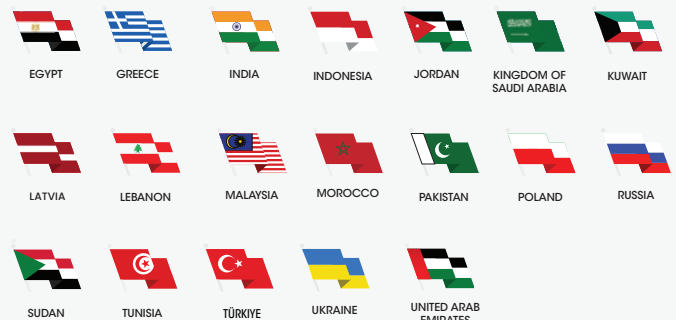 EGYPT
GREECE
INDIA
INDONESIA
JORDAN
KINGDOM OF
SAUDI ARABIA
KUWAIT
LATVIA
LEBANON
MALAYSIA
MOROCCO
PAKISTAN
POLAND
RUSSIA
SUDAN
TUNISIA
TÜRKIYE
UKRAINE
UNITED ARAB
EMIRATES